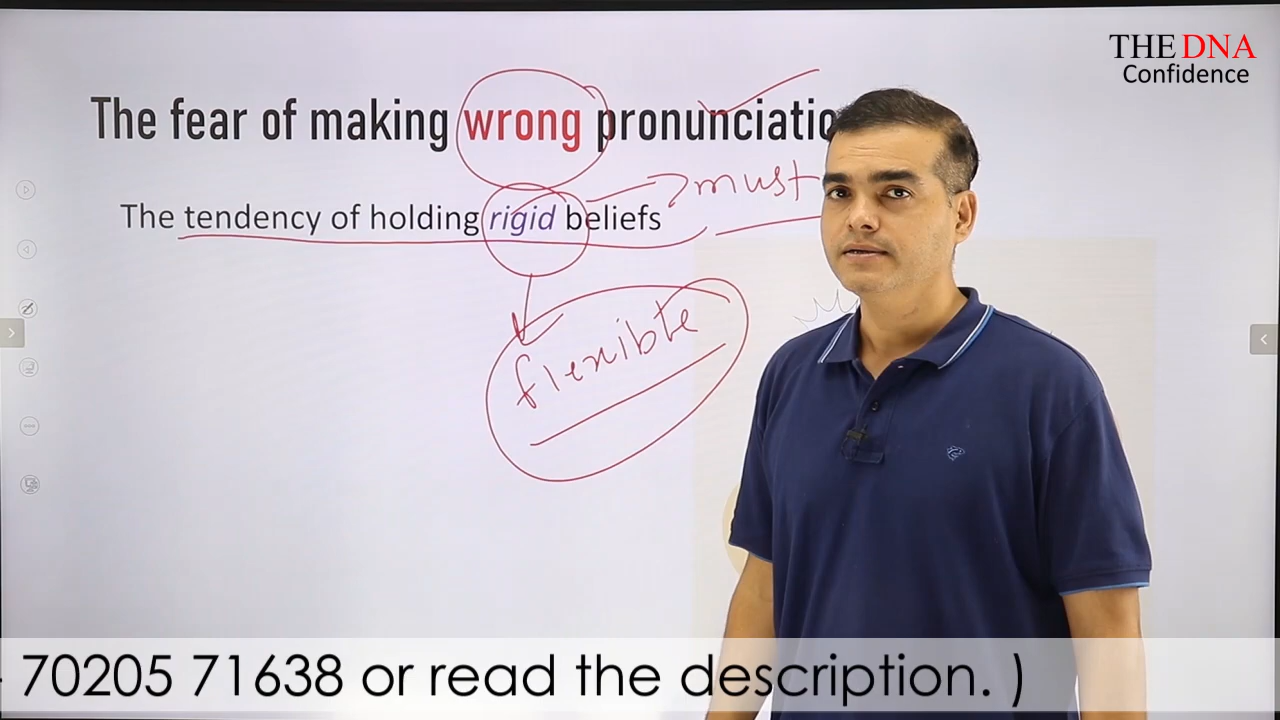 THE DNA
Confidence
The fear of making wrong pronunciatio
must
The tendency of holding rigid beliefs
flexible
70205 71638 or read the description. )